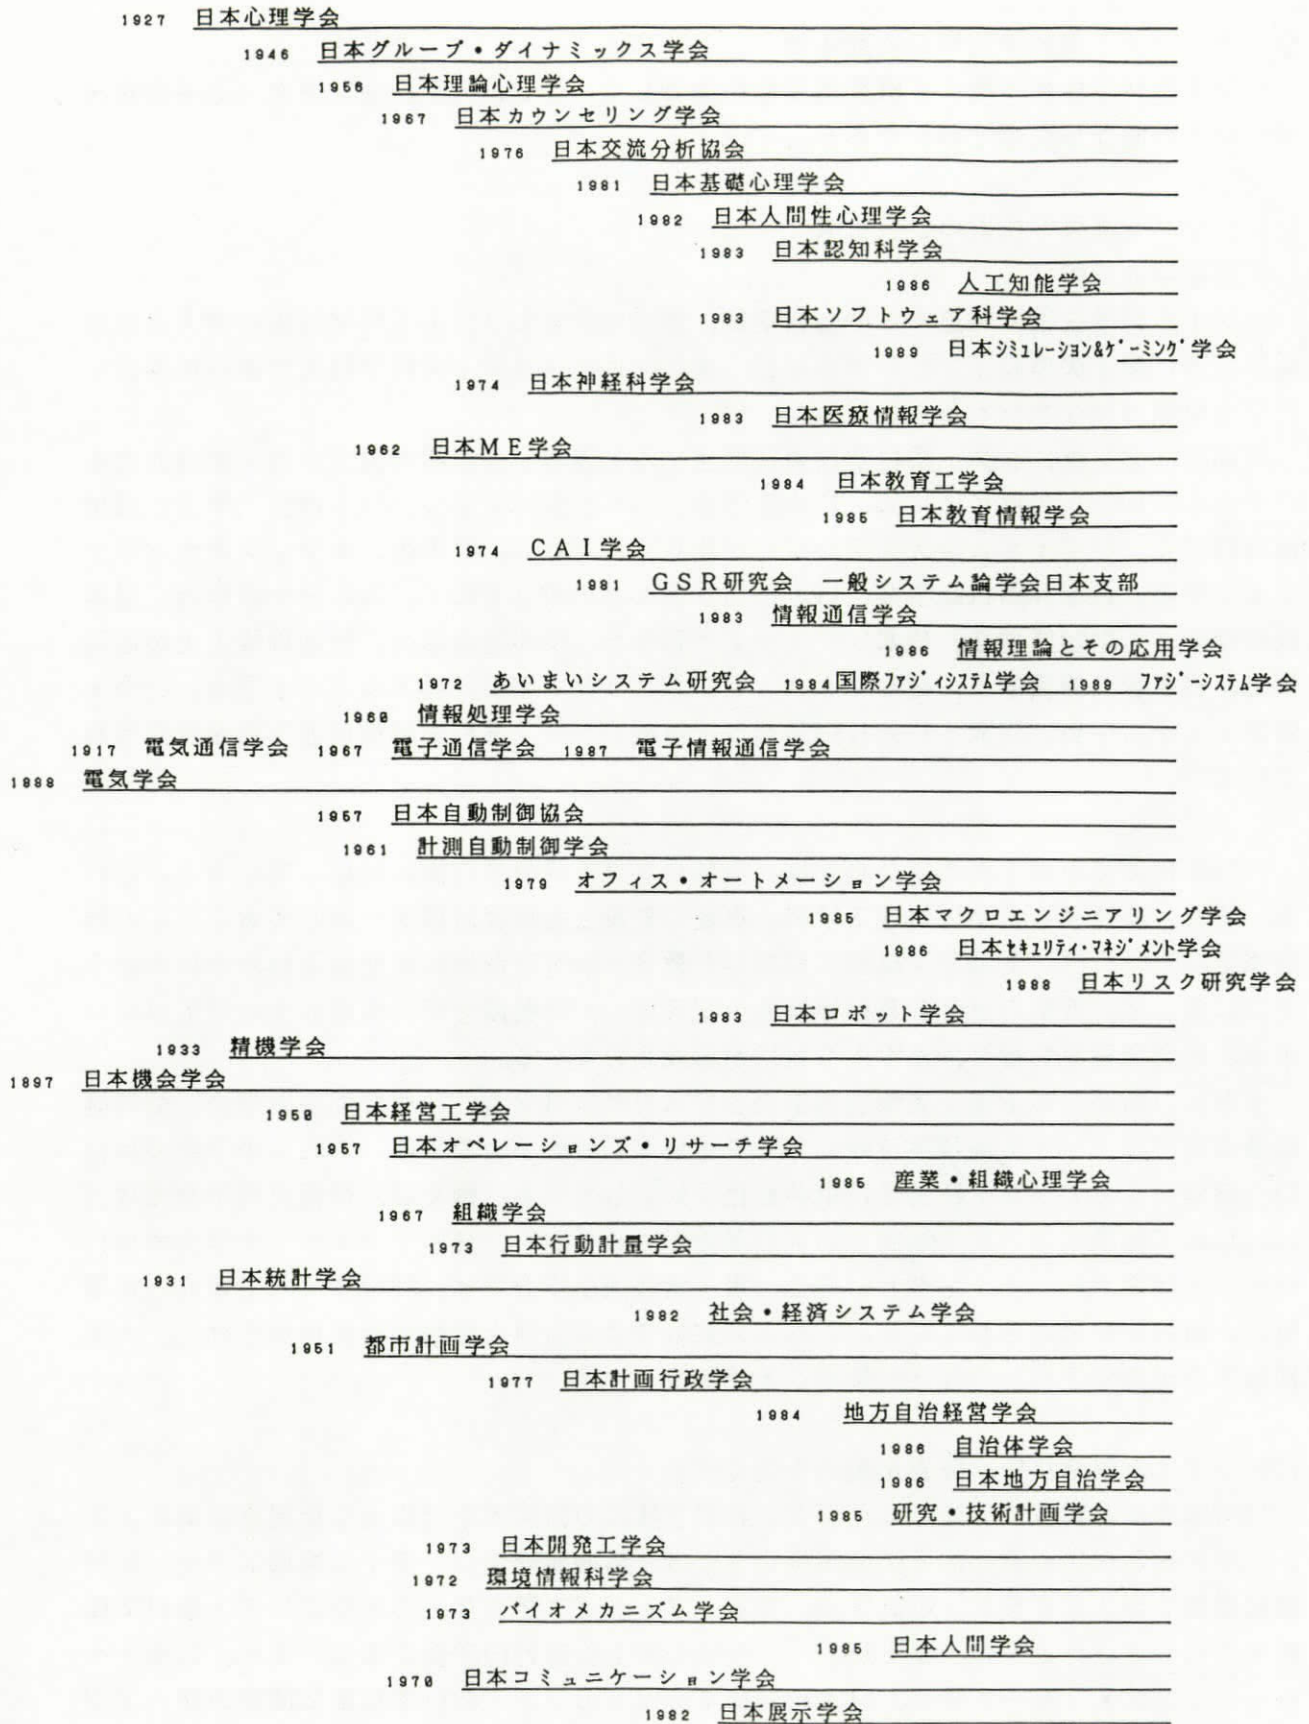 1927 日本心理学会
1946 日本グループ・ダイナミックス学会
1956 日本理論心理学会
1967 日本カウンセリング学会
1976 日本交流分析協会
1981 日本基礎心理学会
1982 日本人間性心理学会
1983 日本認知科学会
1986 人工知能学会
1983 日本ソフトウェア科学会
1989 日本シミュレーション&ゲーミング学会
1974 日本神経科学会
1983 日本医療情報学会
1962 日本ME学会
1984 日本教育工学会
1985 日本教育情報学会
1974 CAI学会
1981 GSR研究会 一般システム論学会日本支部
1983 情報通信学会
1986 情報理論とその応用学会
1972 あいまいシステム研究会 1984国際ファジィシステム学会 1989 ファジーシステム学会
1960 情報処理学会
1917 電気通信学会 1967 電子通信学会 1987 電子情報通信学会
1888 電気学会
1957 日本自動制御協会
1961 計測自動制御学会
1979 オフィス・オートメーション学会
1985 日本マクロエンジニアリング学会
1986 日本セキュリティ・マネジメント学会
1988 日本リスク研究学会
1983 日本ロボット学会
1933 精機学会
1897 日本機会学会
1950 日本経営工学会
1957 日本オペレーションズ・リサーチ学会
1985 産業・組織心理学会
1967 組織学会
1973 日本行動計量学会
1931 日本統計学会
1982 社会・経済システム学会
1951 都市計画学会
1977 日本計画行政学会
1984 地方自治経営学会
1986 自治体学会
1986 日本地方自治学会
1985 研究・技術計画学会
1973 日本開発工学会
1972 環境情報科学会
1973 バイオメカニズム学会
1985 日本人間学会
1970 日本コミュニケーション学会
1982 日本展示学会